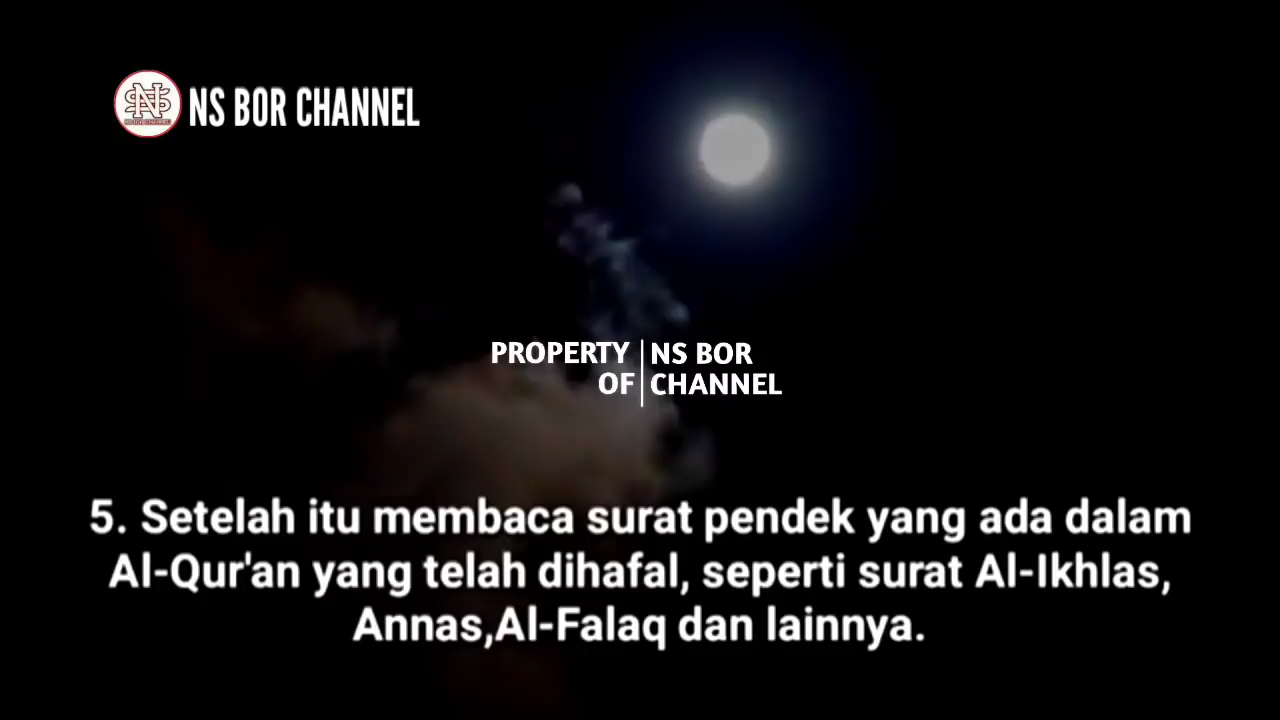 NS BOR CHANNEL
PROPERTY OF
NS BOR CHANNEL
5. Setelah itu membaca surat pendek yang ada dalam
Al-Qur'an yang telah dihafal, seperti surat Al-Ikhlas,
Annas,Al-Falaq dan lainnya.